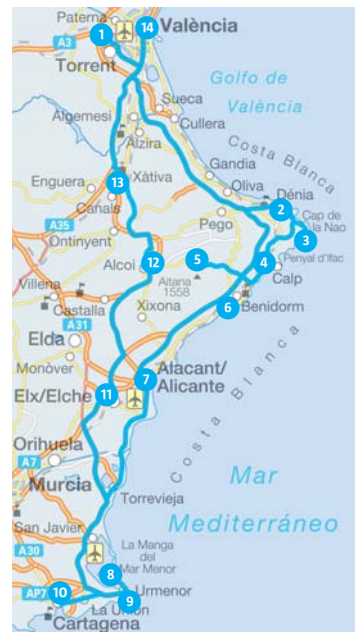 Paterna
1
14
València
A3
Torrent
Golfo de
València
Sueca
Algemesí
Cullera
Alzira
Costa Blanca
Gandia
Enguera
13
Xàtiva
Oliva
Dénia
Canals
2
Cap de
la Nao
A35
Pego
3
Ontinyent
5
4
Penyal d'Ifac
Alcoi
12
Aitana
1558
Calp
Villena
Castalla
Xixona
6
Benidorm
A31
Elda
Monòver
7
Alacant/
Alicante
Elx/Elche
11
Costa Blanca
Orihuela
A7
Mar
Mediterráneo
Murcia
Torrevieja
San Javier
A30
La Manga
del
Mar Menor
8
AP7
10
Urmenor
La Unión
9
Cartagena